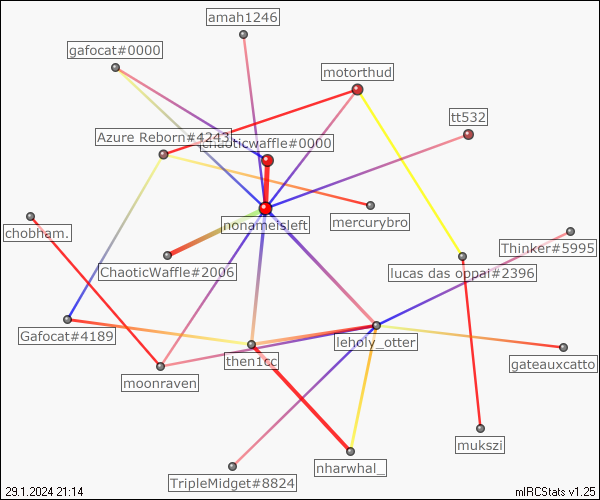 amah1246
gafocat#0000
motorthud
tt532
Azure Reborn#4243
chaoticwaffle#0000
mercurybro
nonameisleft
chobham.
Thinker#5995
ChaoticWaffle#2006
lucas das oppai#2396
Gafocat#4189
leholy_otter
then1cc
gateauxcatto
moonraven
mukszi
nharwhal_
TripleMidget#8824
29.1.2024 21:14
mIRCStats v1.25